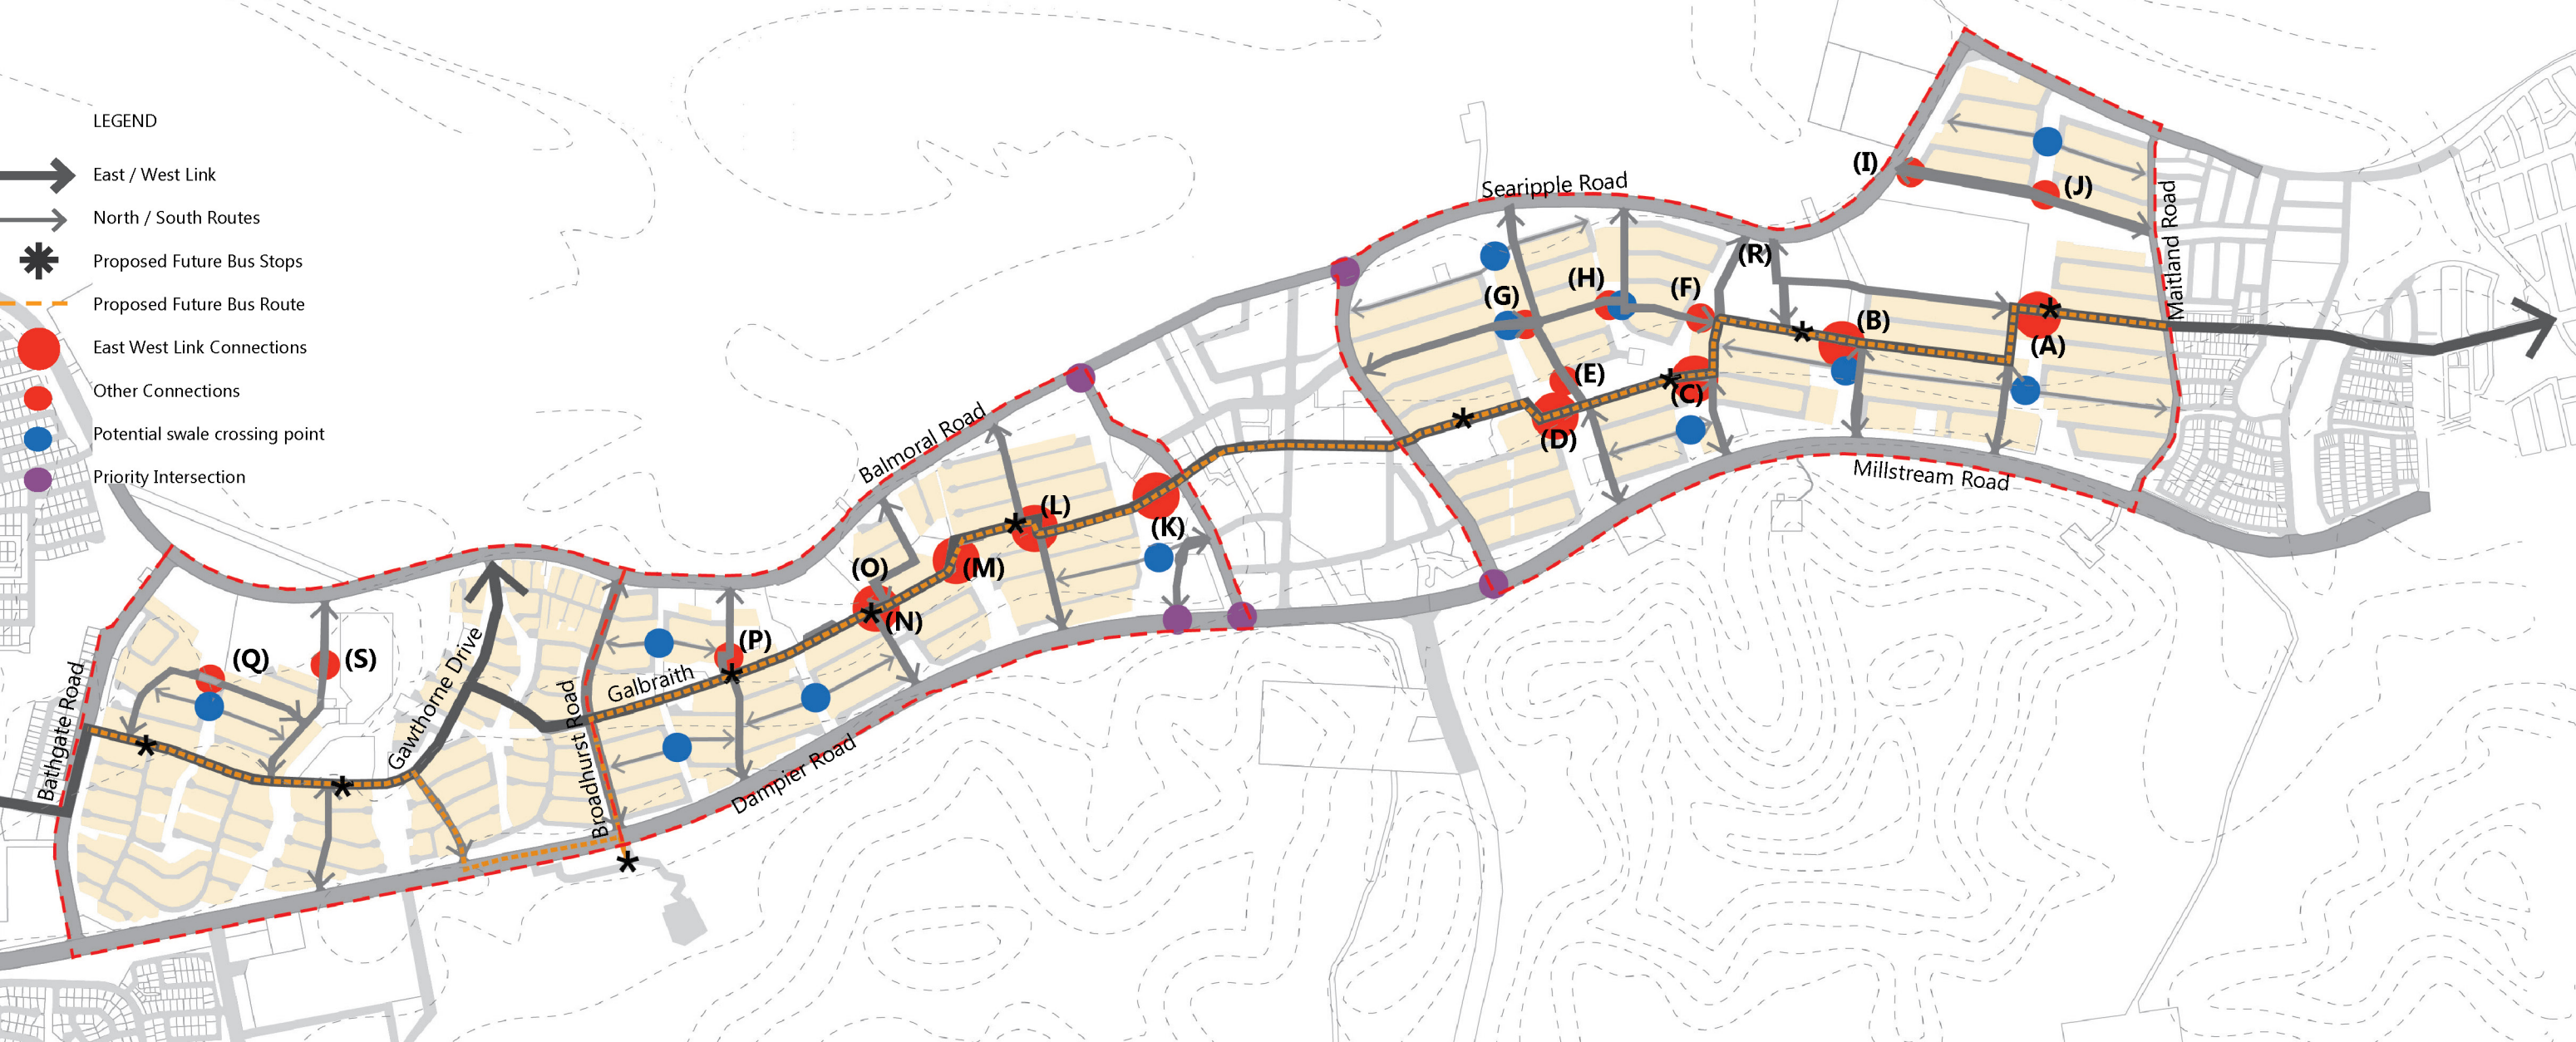 LEGEND
East / West Link
North / South Routes
Proposed Future Bus Stops
Proposed Future Bus Route
East West Link Connections
Other Connections
Potential swale crossing point
Priority Intersection
(I)
(J)
Searipple Road
Maitland Road
(R)
(H)
(F)
(G)
(B)
(A)
(E)
(C)
(D)
Millstream Road
Balmoral Road
(L)
(K)
(O)
(M)
(N)
(P)
(Q)
(S)
Galbraith
Gawthorne Drive
Bathgate Road
Broadhurst Road
Dampier Road